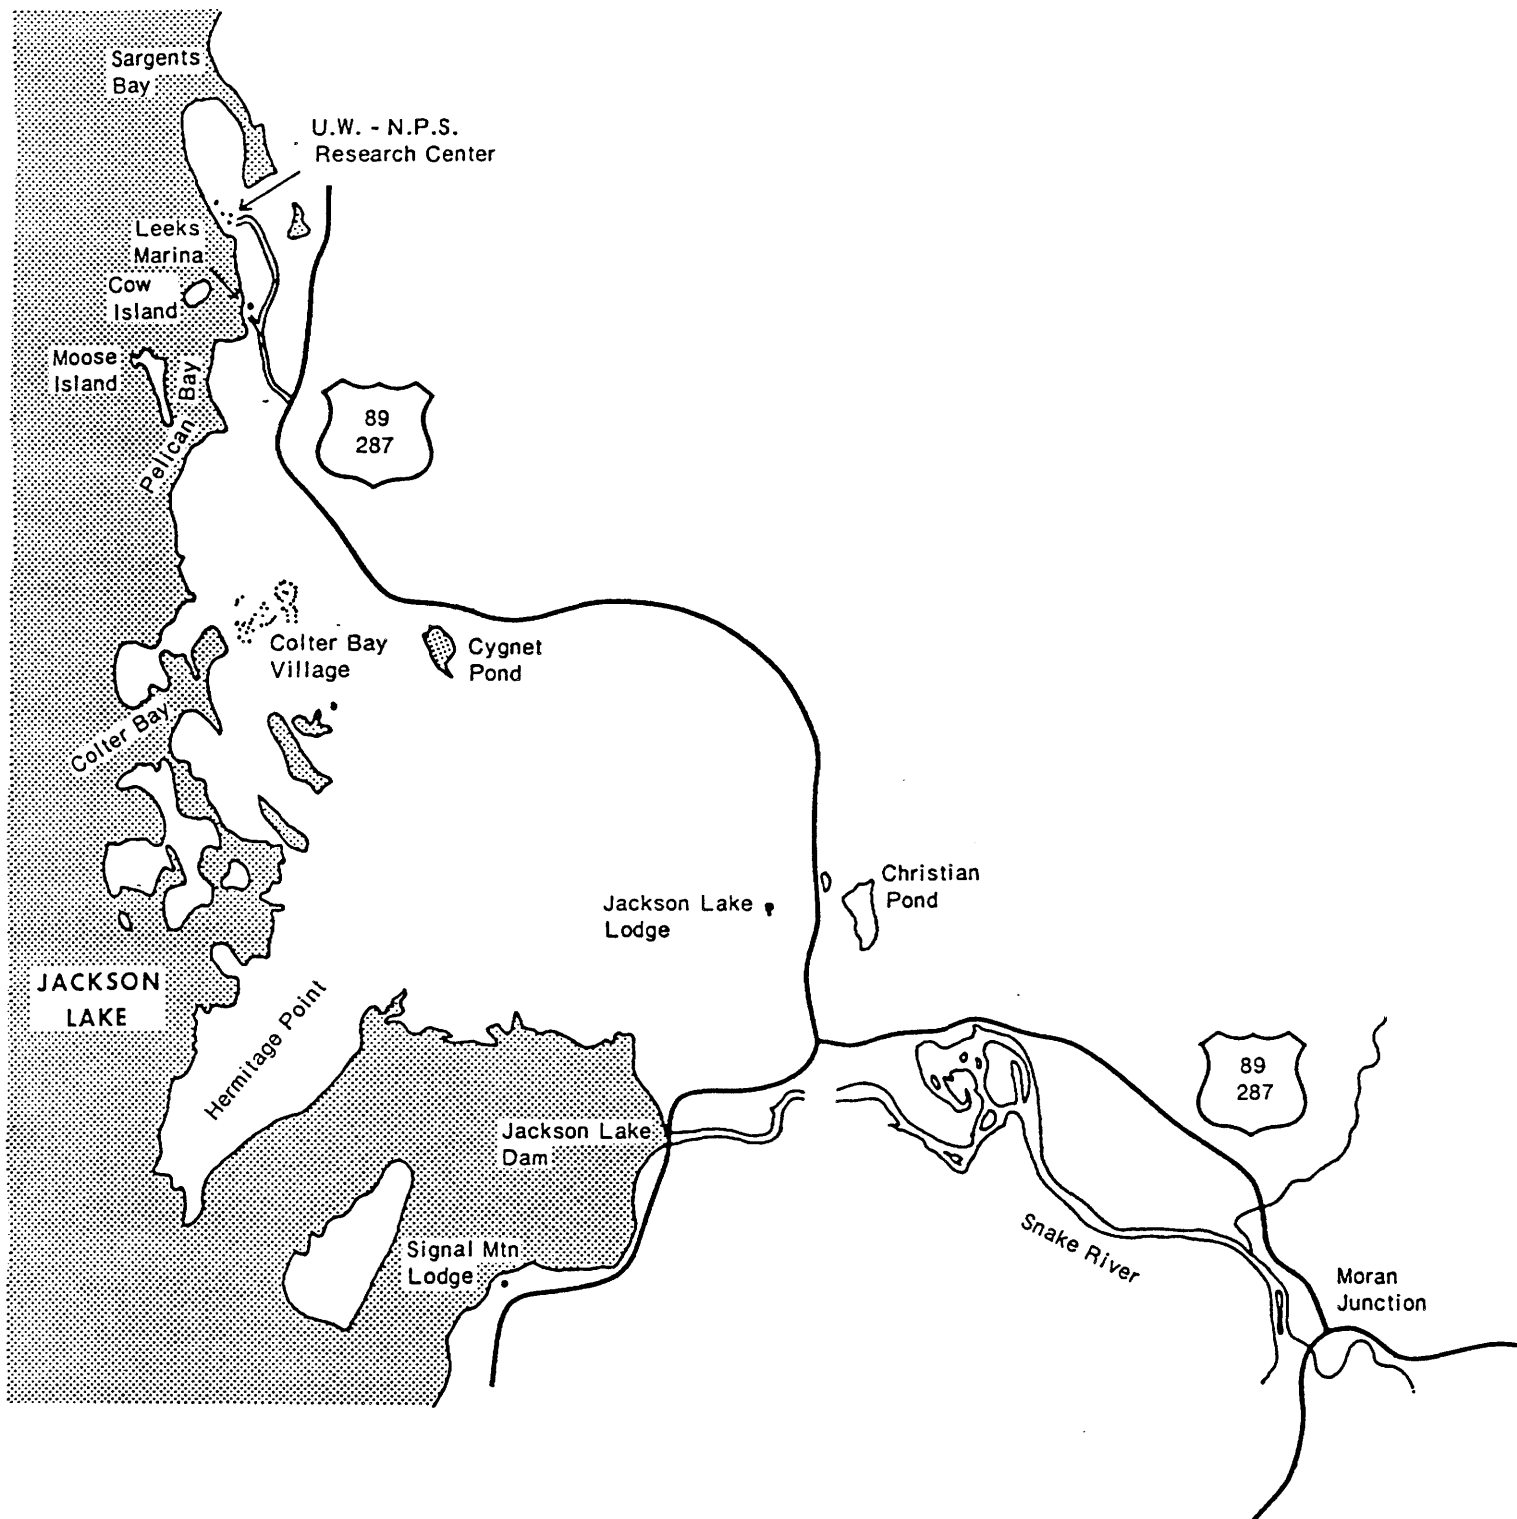 Sargents
Bay
U.W. - N.P.S.
Research Center
Leeks
Marina
Cow
Island
Moose
Island
Pelican Bay
89
287
Colter Bay
Village
Cygnet
Pond
Colter Bay
Christian
Pond
Jackson Lake
Lodge
JACKSON
LAKE
Hermitage Point
89
287
Jackson Lake
Dam
Snake River
Signal Mtn
Lodge
Moran
Junction